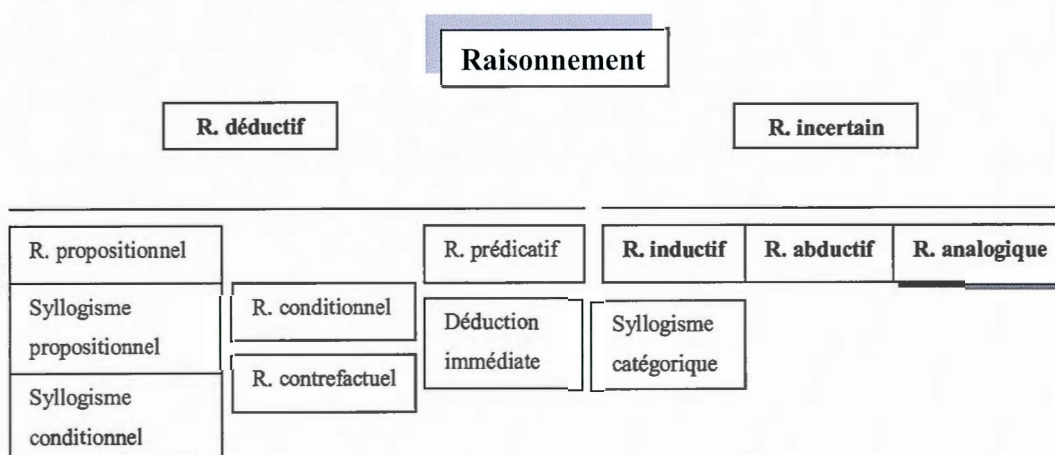 Raisonnement
R. déductif
R. incertain
R. propositionnel
R. prédicatif
R. inductif
R. abductif
R. analogique
Syllogisme
propositionnel
R. conditionnel
R. contrefactuel
Déduction
immédiate
Syllogisme
catégorique
Syllogisme
conditionnel